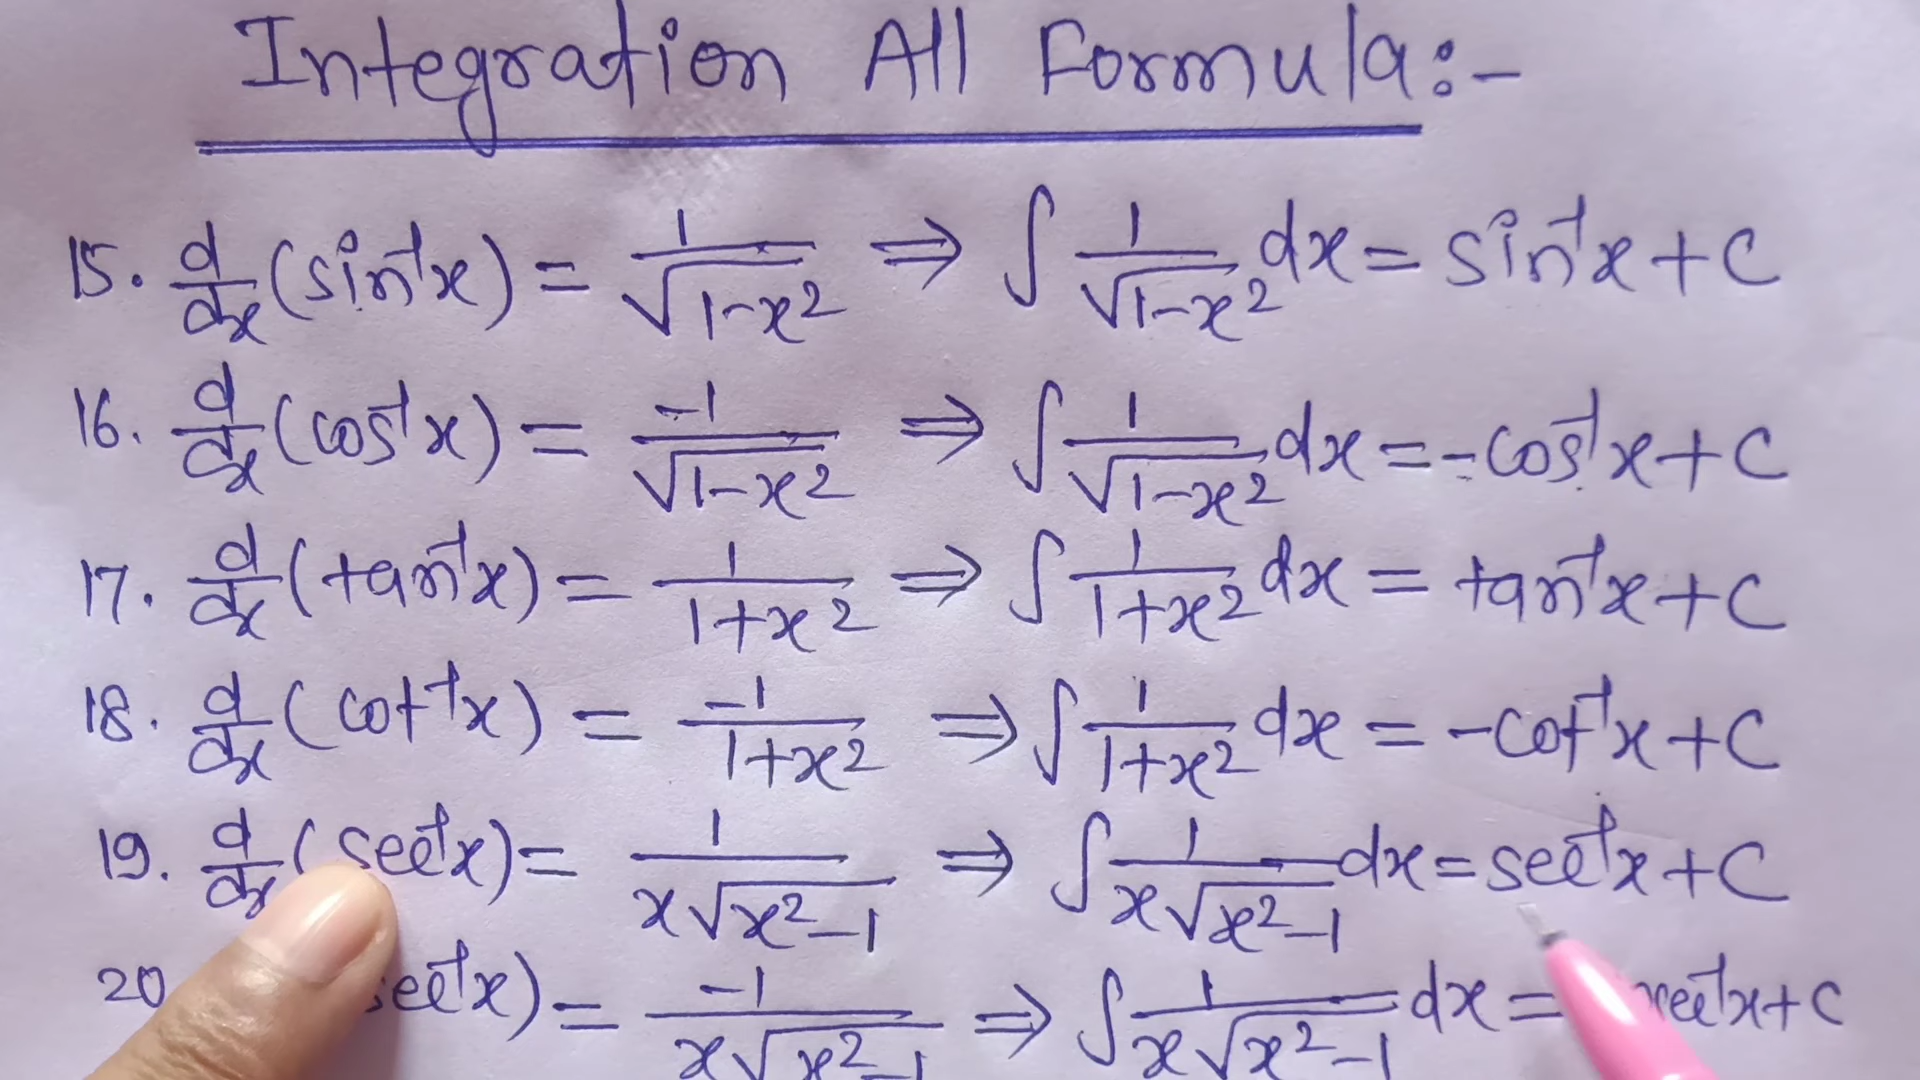 Integration All Formula:-
15. d/dx (sin⁻¹x) = 1/√(1-x²) ⇒ ∫ 1/√(1-x²) dx = sin⁻¹x + C
16. d/dx (cos⁻¹x) = -1/√(1-x²) ⇒ ∫ 1/√(1-x²) dx = -cos⁻¹x + C
17. d/dx (tan⁻¹x) = 1/(1+x²) ⇒ ∫ 1/(1+x²) dx = tan⁻¹x + C
18. d/dx (cot⁻¹x) = -1/(1+x²) ⇒ ∫ 1/(1+x²) dx = -cot⁻¹x + C
19. d/dx (sec⁻¹x) = 1/(x√(x²-1)) ⇒ ∫ 1/(x√(x²-1)) dx = sec⁻¹x + C
20 sec⁻¹x) = -1/(x√(x²-1)) ⇒ ∫ 1/(x√(x²-1)) dx = sec⁻¹x + C